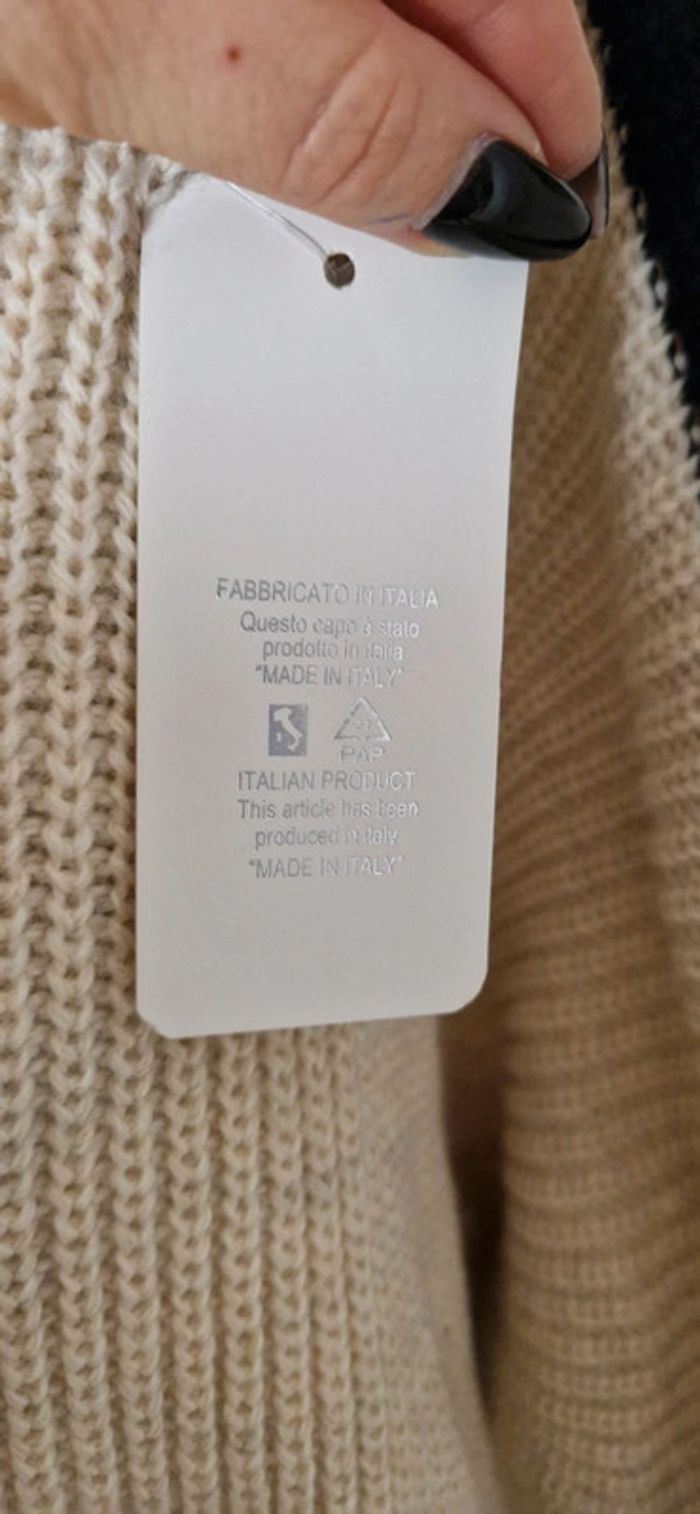 FABBRICATO IN ITALIA
Questo capo è stato
prodotto in Italia
"MADE IN ITALY"
PAP
ITALIAN PRODUCT
This article has been
produced in Italy
"MADE IN ITALY"